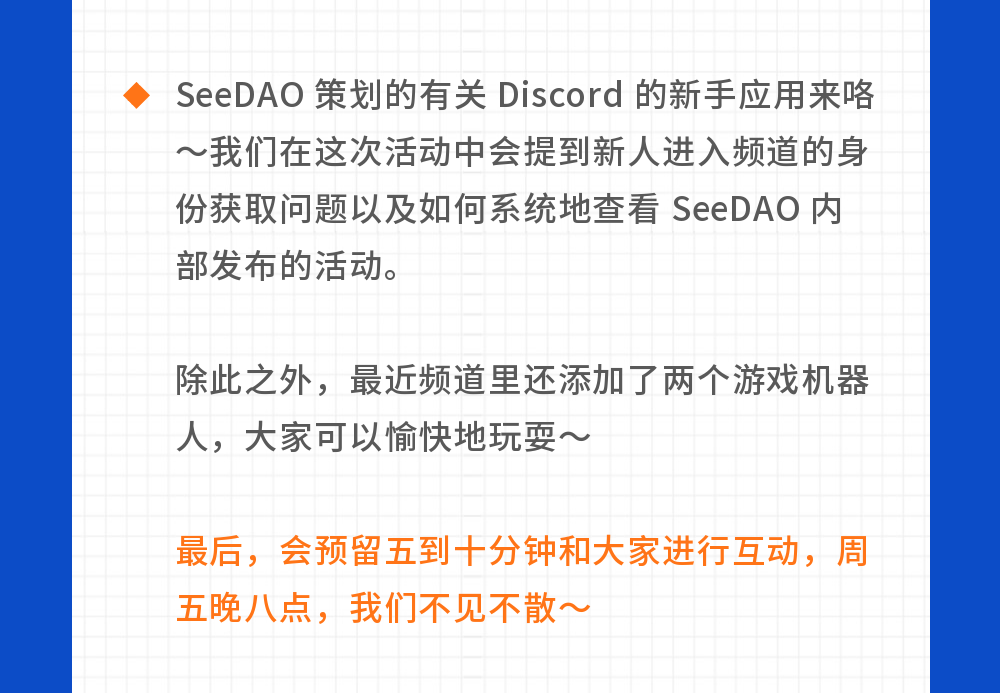 SeeDAO 策划的有关 Discord 的新手应用来咯
～我们在这次活动中会提到新人进入频道的身
份获取问题以及如何系统地查看 SeeDAO 内
部发布的活动。
除此之外，最近频道里还添加了两个游戏机器
人，大家可以愉快地玩耍～
最后，会预留五到十分钟和大家进行互动，周
五晚八点，我们不见不散～